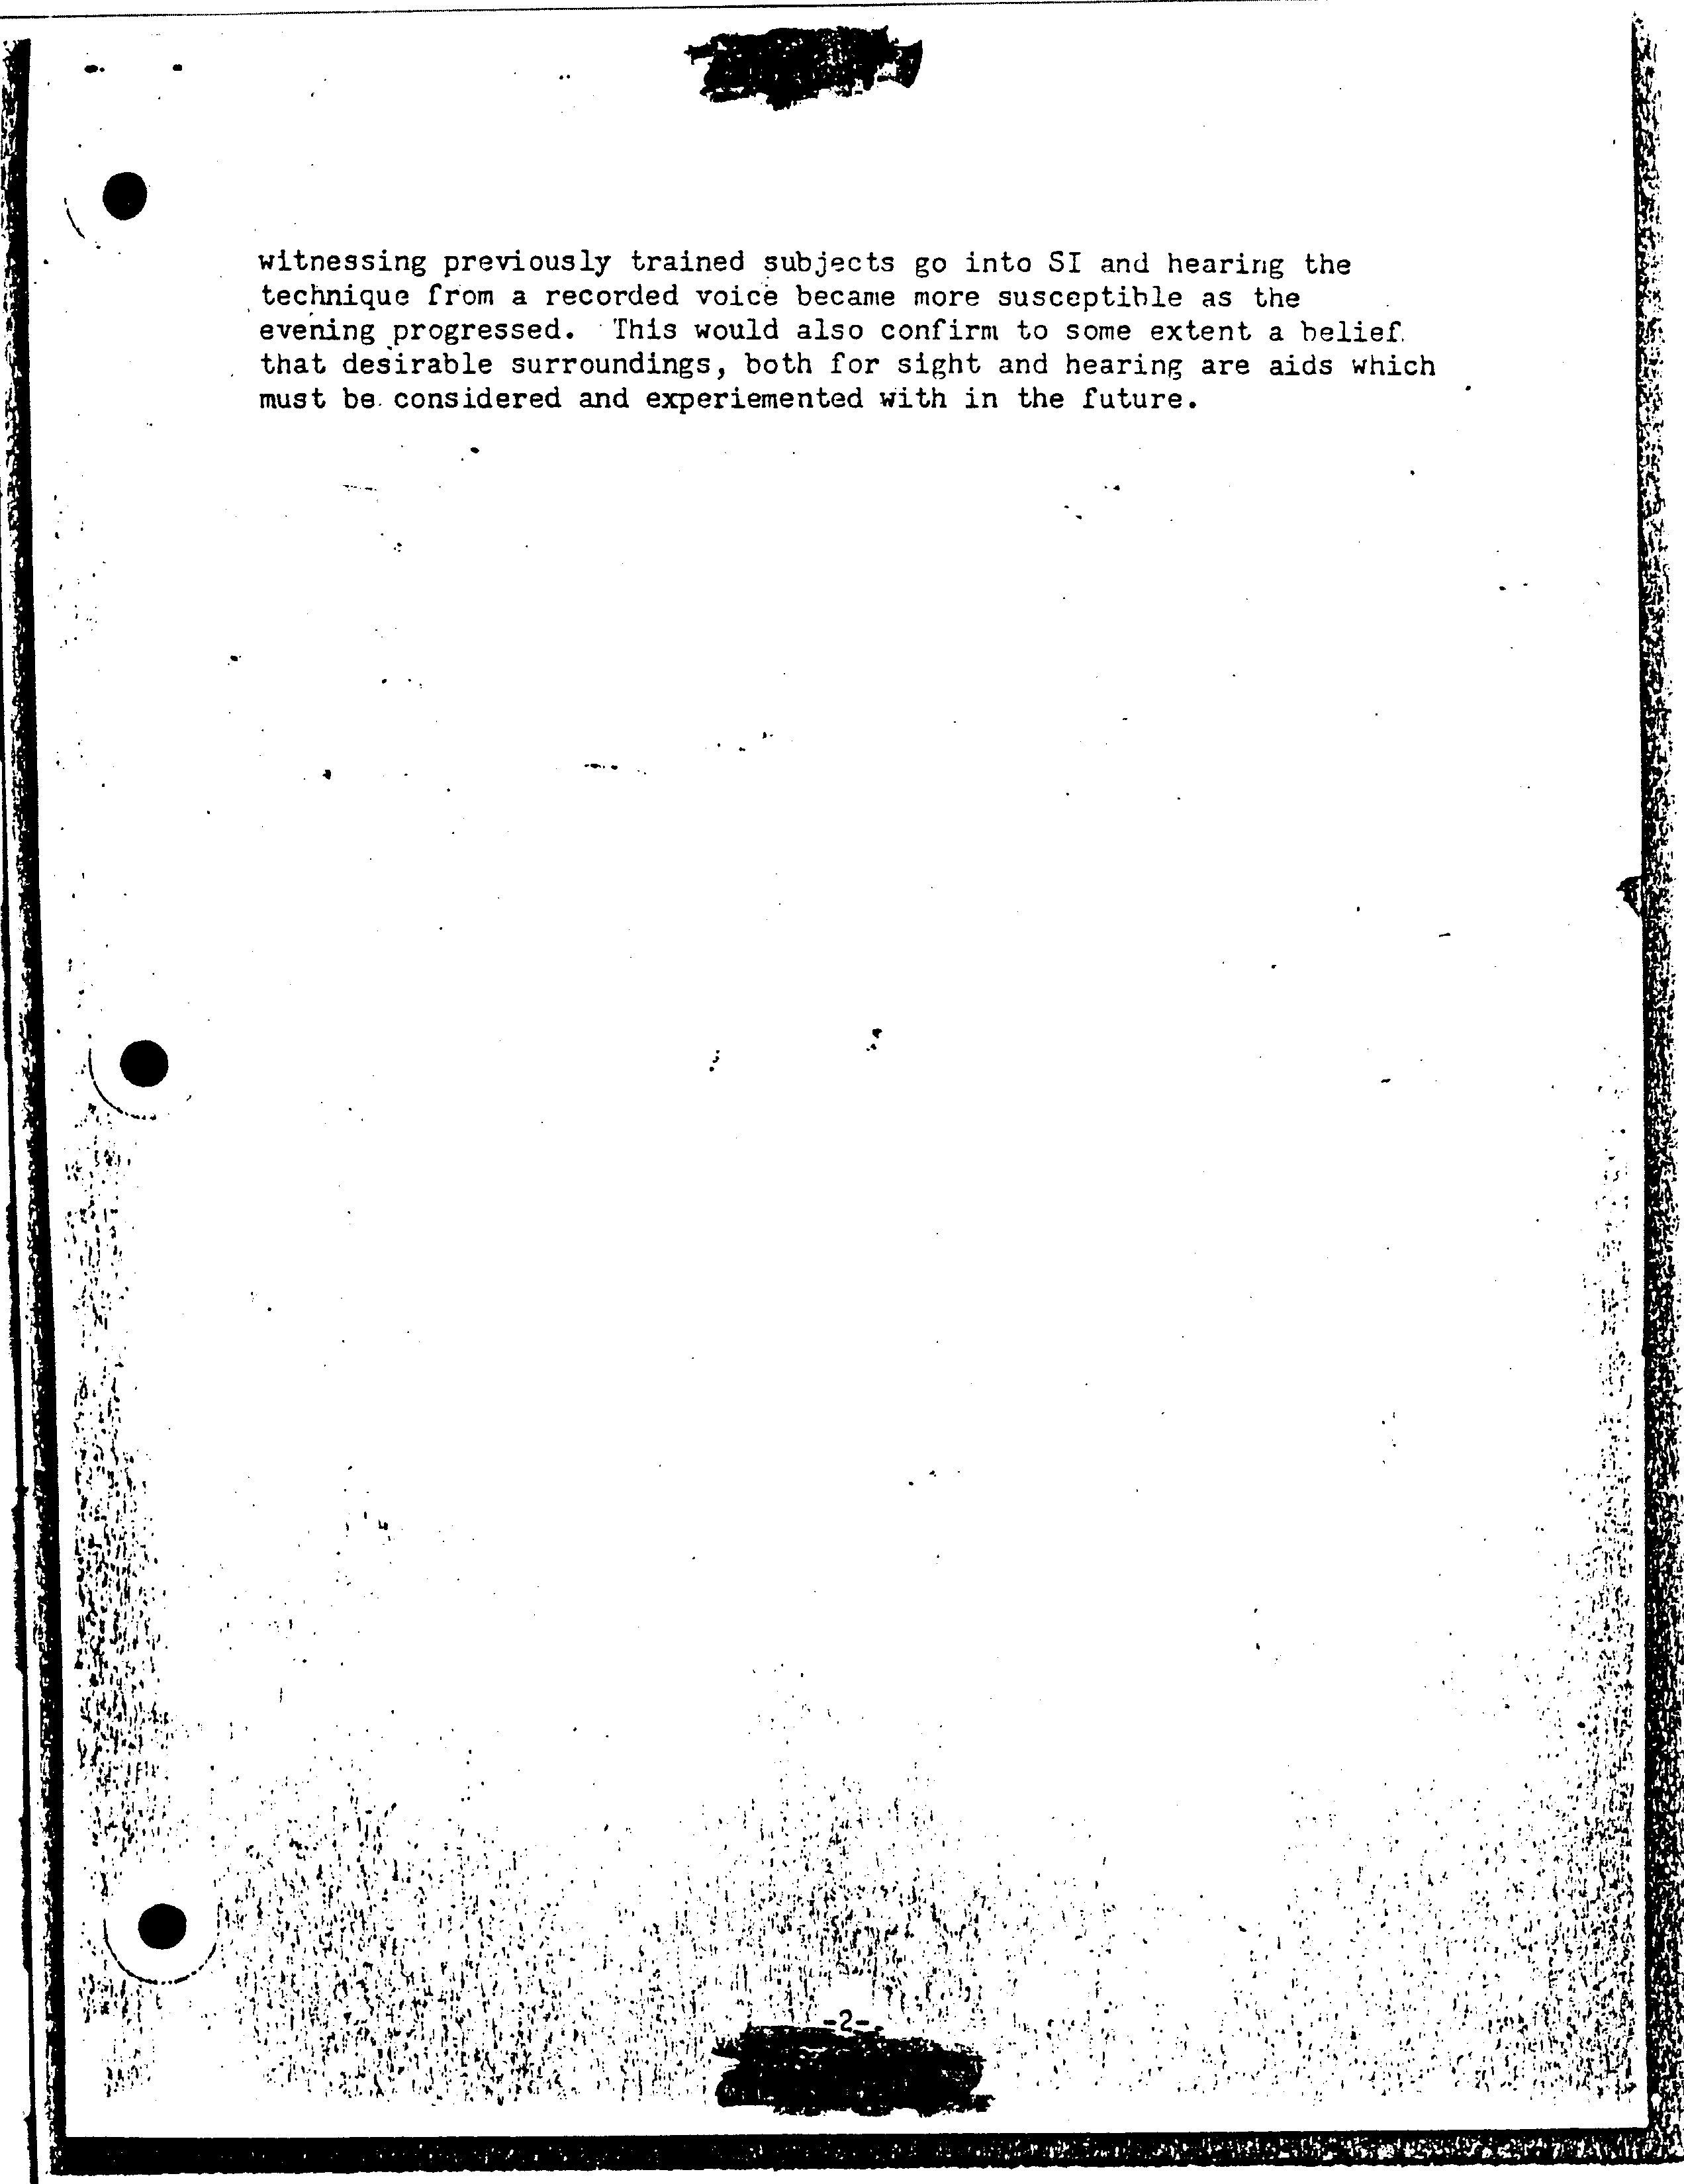 witnessing previously trained subjects go into SI and hearing the
technique from a recorded voice became more susceptible as the
evening progressed. This would also confirm to some extent a belief
that desirable surroundings, both for sight and hearing are aids which
must be considered and experiemented with in the future.
-2-